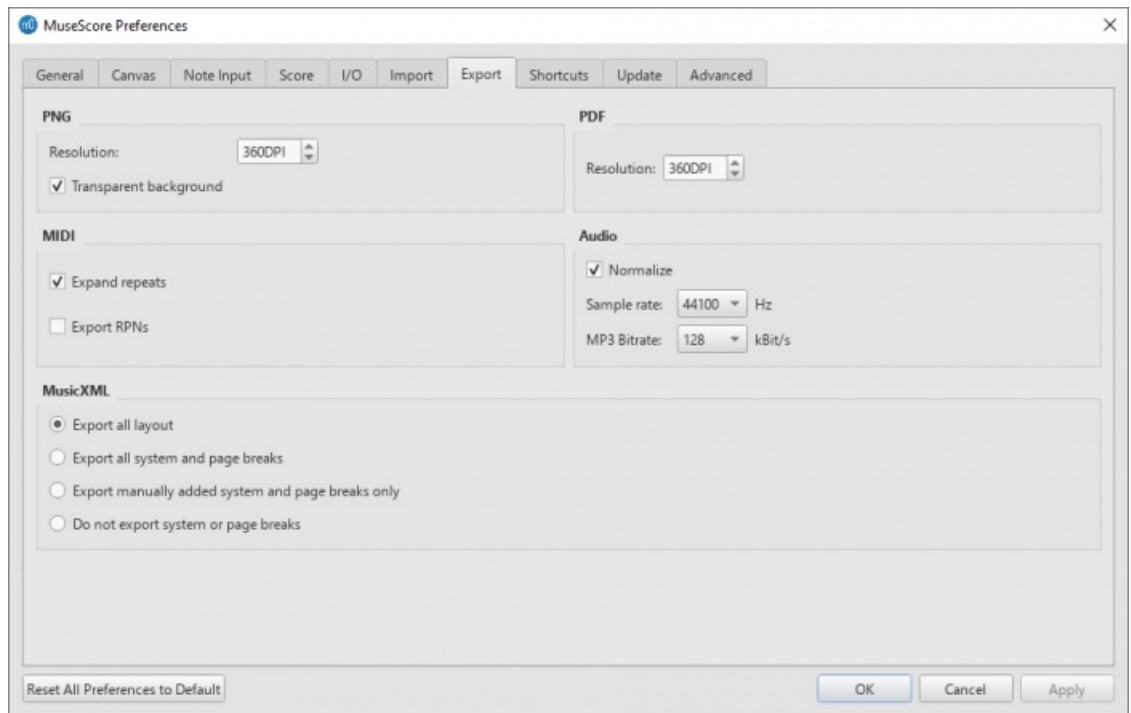 MuseScore Preferences
General Canvas Note Input Score I/O Import Export Shortcuts Update Advanced
PNG
Resolution: 360DPI
Transparent background
PDF
Resolution: 360DPI
MIDI
Expand repeats
Export RPNs
Audio
Normalize
Sample rate: 44100 Hz
MP3 Bitrate: 128 kBit/s
MusicXML
Export all layout
Export all system and page breaks
Export manually added system and page breaks only
Do not export system or page breaks
Reset All Preferences to Default OK Cancel Apply